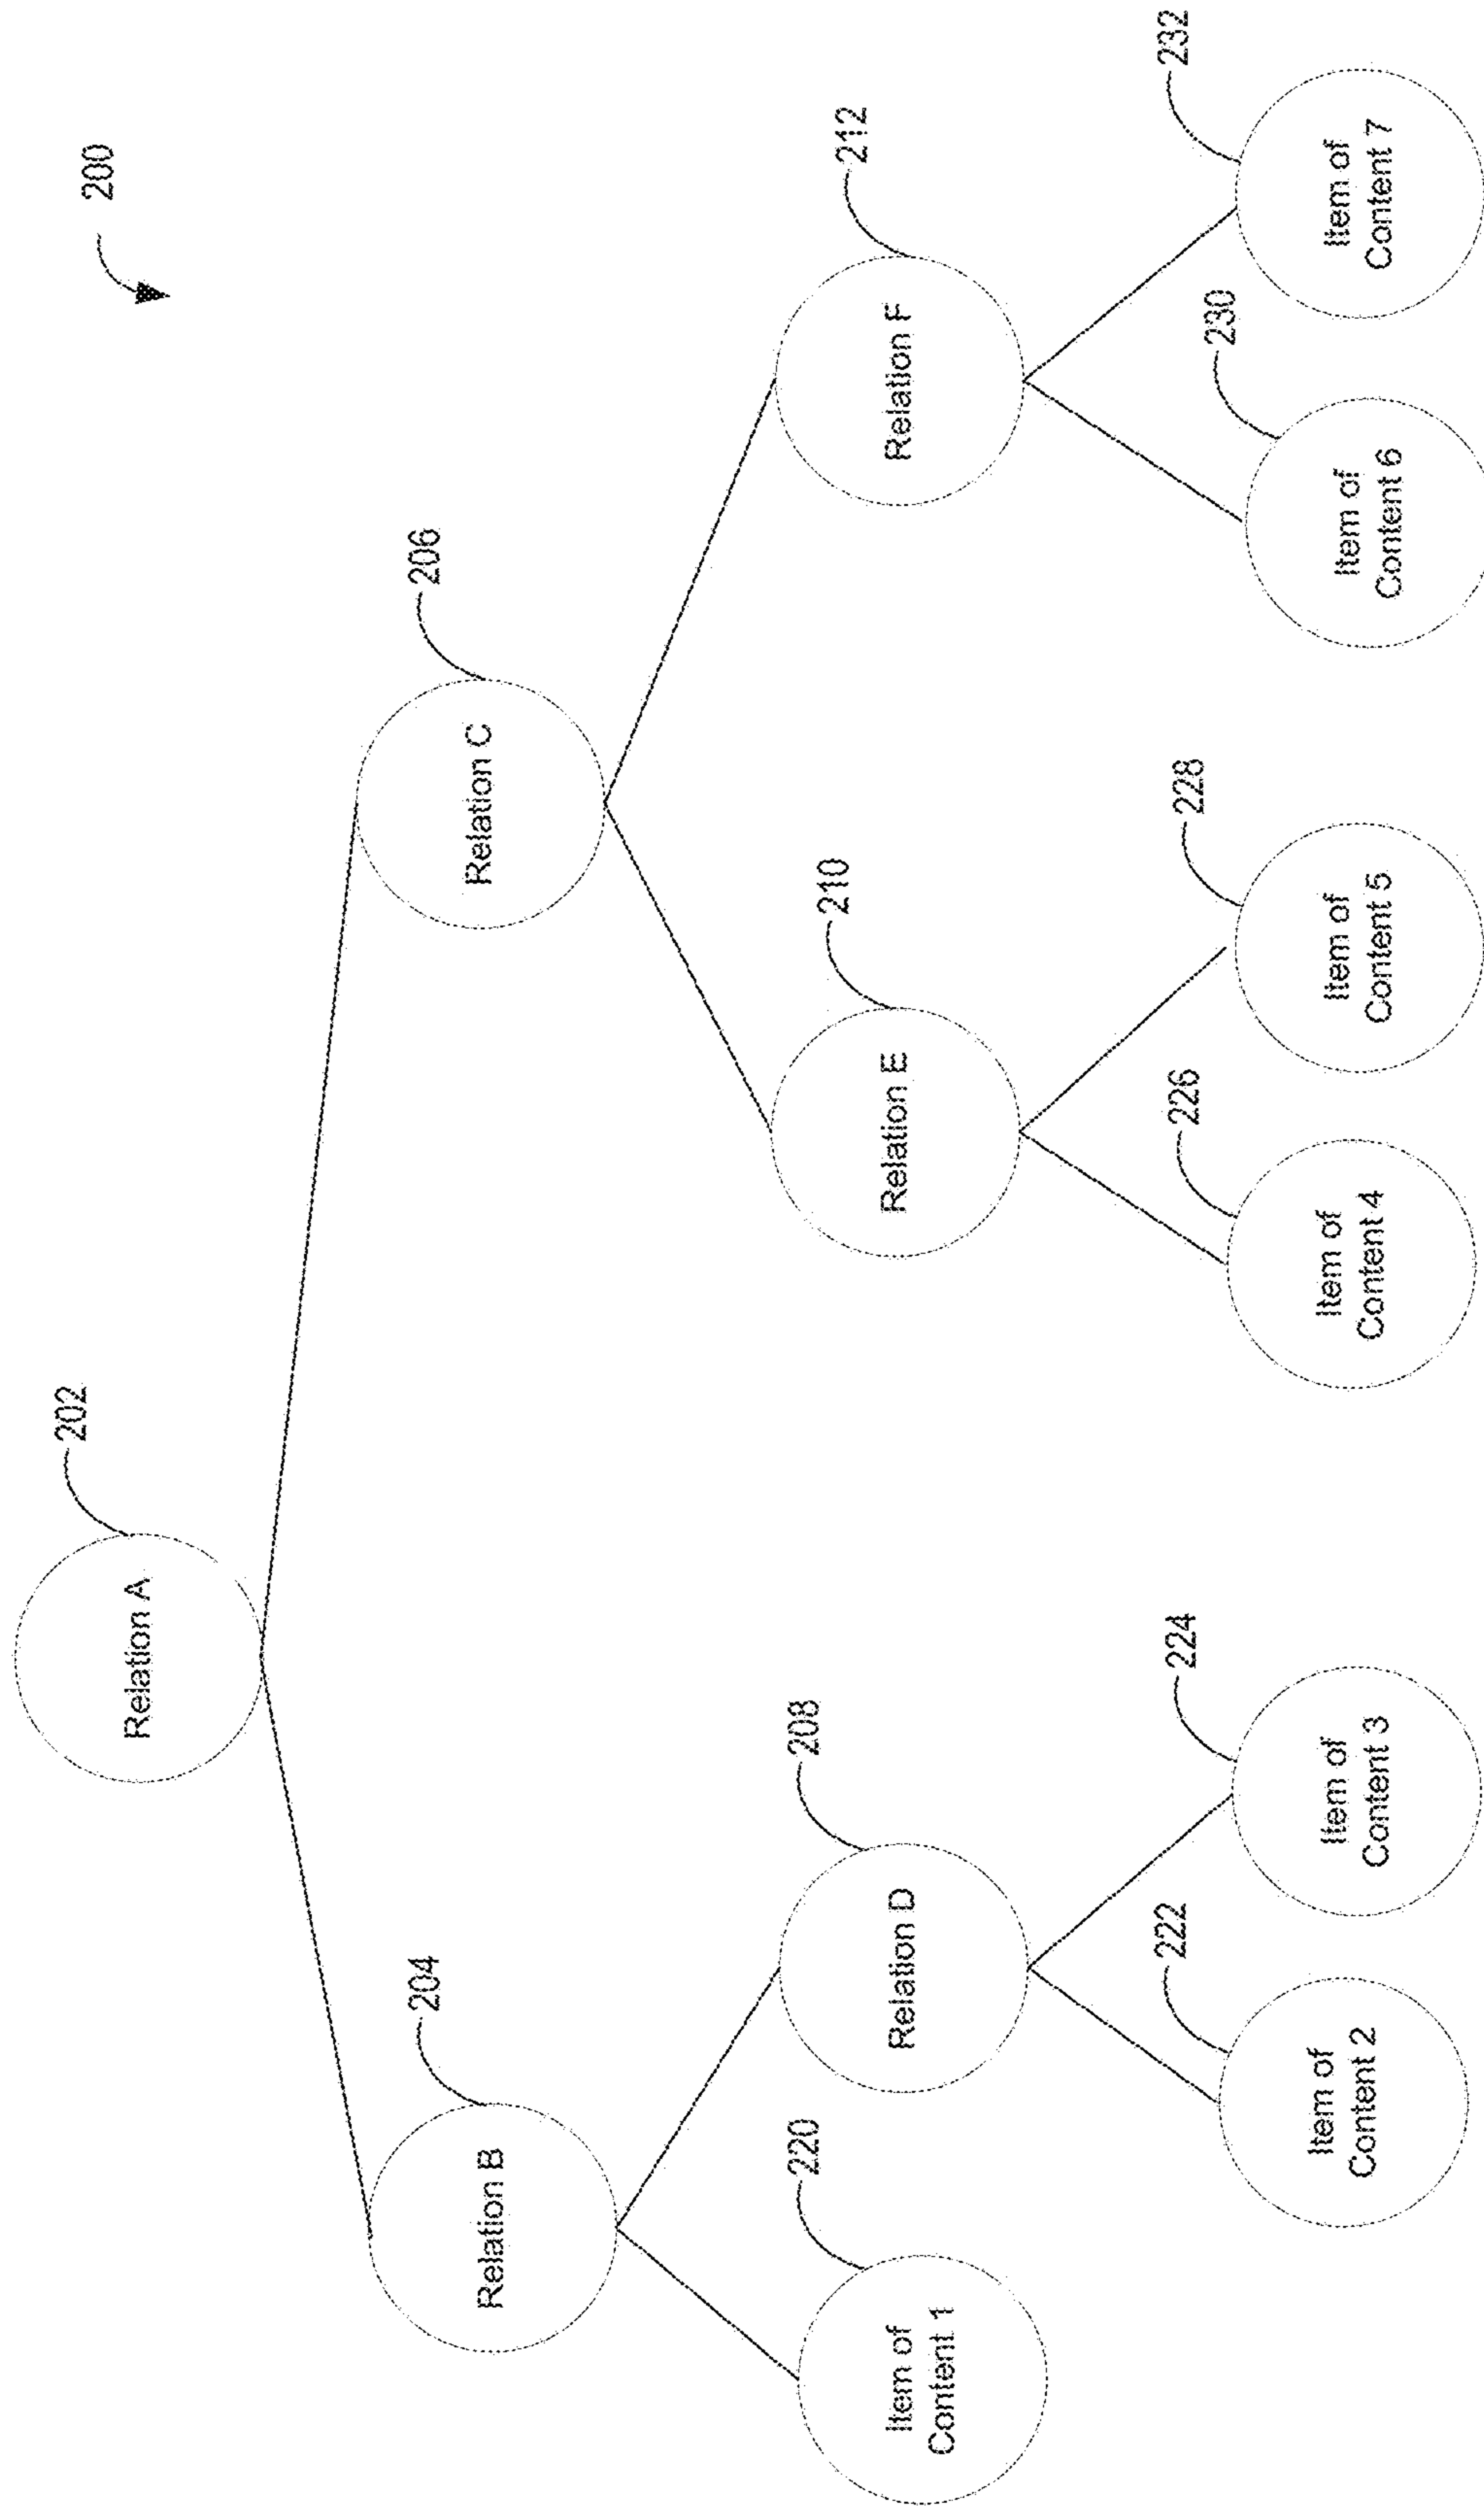 200
202
Relation A
204
Relation B
206
Relation C
220
Item of
Content 1
208
Relation D
210
Relation E
212
Relation F
222
Item of
Content 2
224
Item of
Content 3
226
Item of
Content 4
228
Item of
Content 5
230
Item of
Content 6
232
Item of
Content 7